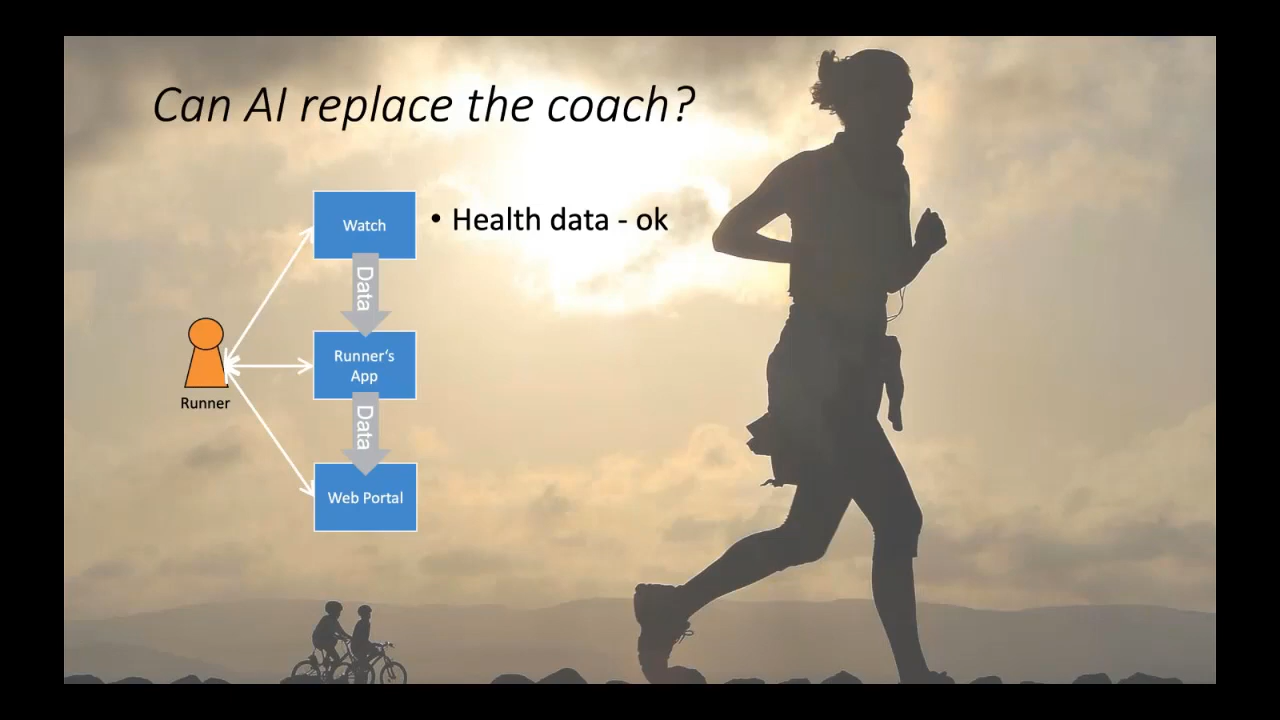 Can AI replace the coach?
Watch
• Health data - ok
Data
Runner‘s
App
Runner
Data
Web Portal